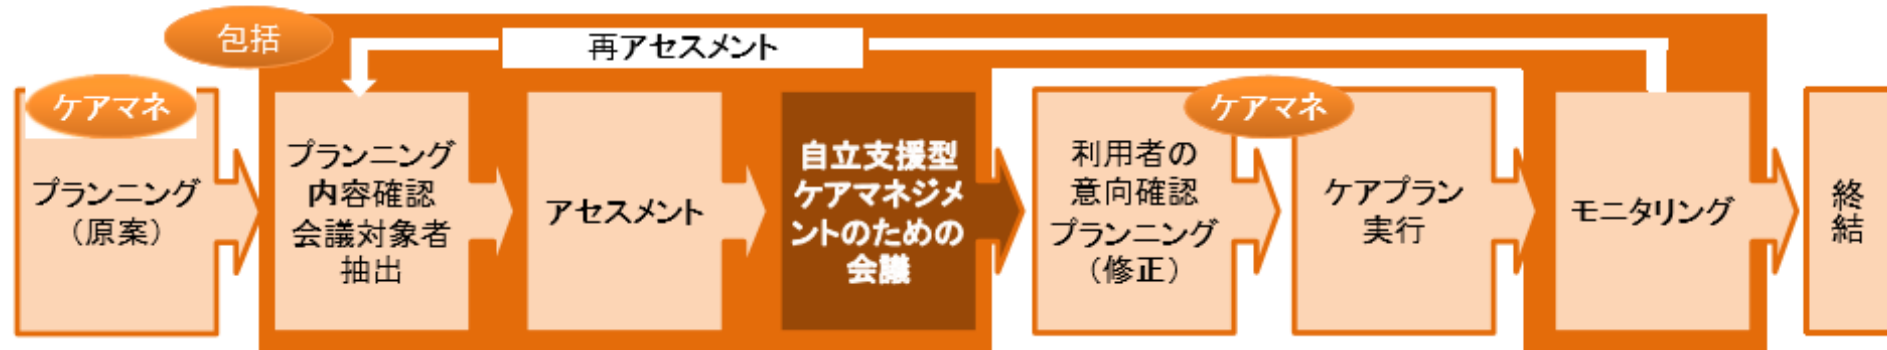 包括
再アセスメント
ケアマネ
プランニング
（原案）
プランニング
内容確認
会議対象者
抽出
アセスメント
自立支援型
ケアマネジメ
ントのための
会議
ケアマネ
利用者の
意向確認
プランニング
（修正）
ケアプラン
実行
モニタリング
終
結